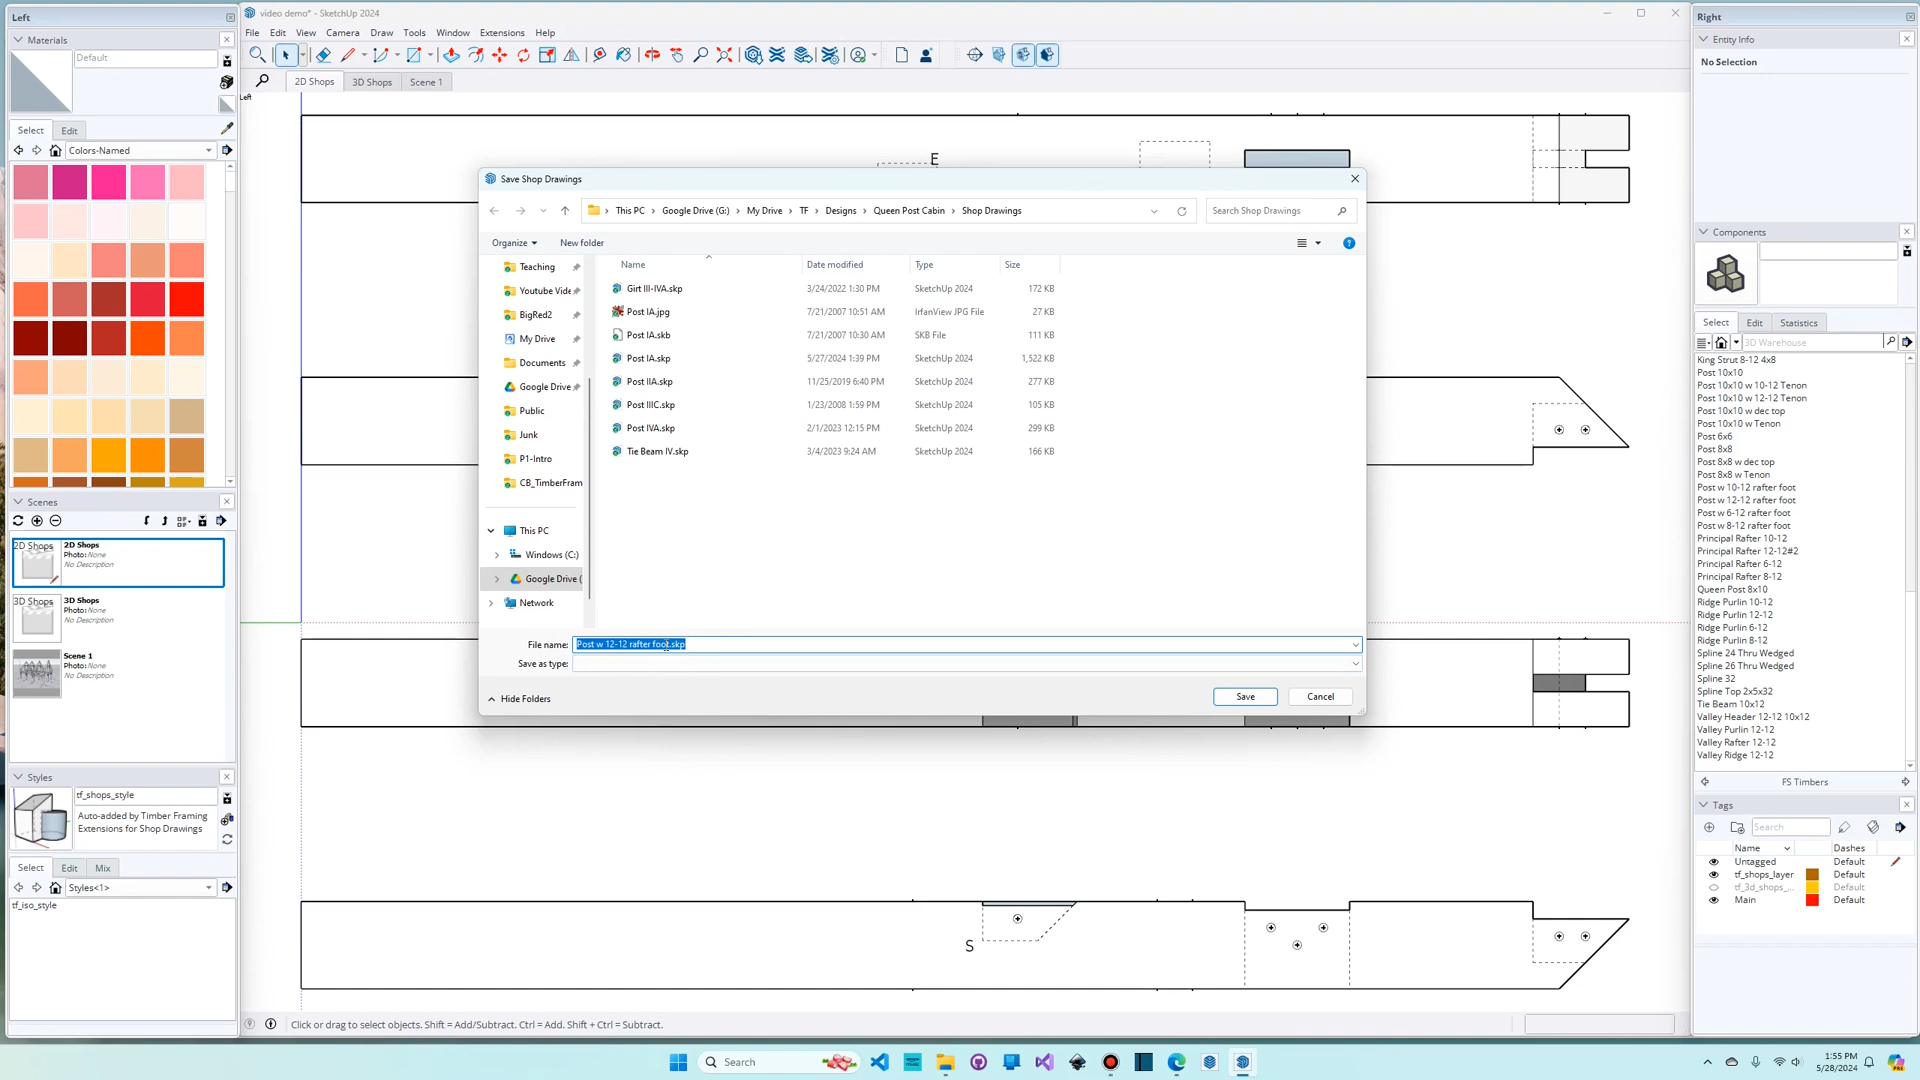 Left
Materials
Default
Select
Edit
Colors-Named
Scenes
2D Shops
2D Shops
Photo: None
No Description
3D Shops
3D Shops
Photo: None
No Description
Scene 1
Photo: None
No Description
Styles
tf_shops_style
Auto-added by Timber Framing
Extensions for Shop Drawings
Select
Edit
Mix
Styles<1>
tf_iso_style
video demo* - SketchUp 2024
File
Edit
View
Camera
Draw
Tools
Window
Extensions
Help
2D Shops
3D Shops
Scene 1
Left
E
S
Save Shop Drawings
This PC > Google Drive (G:) > My Drive > TF > Designs > Queen Post Cabin > Shop Drawings
Search Shop Drawings
Organize
New folder
Teaching
Youtube Vide
BigRed2
My Drive
Documents
Google Drive
Public
Junk
P1-Intro
CB_TimberFram
This PC
Windows (C:)
Google Drive (
Network
Name Date modified Type Size
Girt III-IVA.skp 3/24/2022 1:30 PM SketchUp 2024 172 KB
Post IA.jpg 7/21/2007 10:51 AM IrfanView JPG File 27 KB
Post IA.skb 7/21/2007 10:30 AM SKB File 111 KB
Post IA.skp 5/27/2024 1:39 PM SketchUp 2024 1,522 KB
Post IIA.skp 11/25/2019 6:40 PM SketchUp 2024 277 KB
Post IIIC.skp 1/23/2008 1:59 PM SketchUp 2024 105 KB
Post IVA.skp 2/1/2023 12:15 PM SketchUp 2024 299 KB
Tie Beam IV.skp 3/4/2023 9:24 AM SketchUp 2024 166 KB
File name: Post w 12-12 rafter foot.skp
Save as type:
Hide Folders
Save
Cancel
Click or drag to select objects. Shift = Add/Subtract. Ctrl = Add. Shift + Ctrl = Subtract.
Right
Entity Info
No Selection
Components
Select
Edit
Statistics
3D Warehouse
King Strut 8-12 4x8
Post 10x10
Post 10x10 w 10-12 Tenon
Post 10x10 w 12-12 Tenon
Post 10x10 w dec top
Post 10x10 w Tenon
Post 6x6
Post 8x8
Post 8x8 w dec top
Post 8x8 w Tenon
Post w 10-12 rafter foot
Post w 12-12 rafter foot
Post w 6-12 rafter foot
Post w 8-12 rafter foot
Principal Rafter 10-12
Principal Rafter 12-12#2
Principal Rafter 6-12
Principal Rafter 8-12
Queen Post 8x10
Ridge Purlin 10-12
Ridge Purlin 12-12
Ridge Purlin 6-12
Ridge Purlin 8-12
Spline 24 Thru Wedged
Spline 26 Thru Wedged
Spline 32
Spline Top 2x5x32
Tie Beam 10x12
Valley Header 12-12 10x12
Valley Purlin 12-12
Valley Rafter 12-12
Valley Ridge 12-12
FS Timbers
Tags
Search
Name Dashes
Untagged Default
tf_shops_layer Default
tf_3d_shops_... Default
Main Default
Search
1:55 PM
5/28/2024